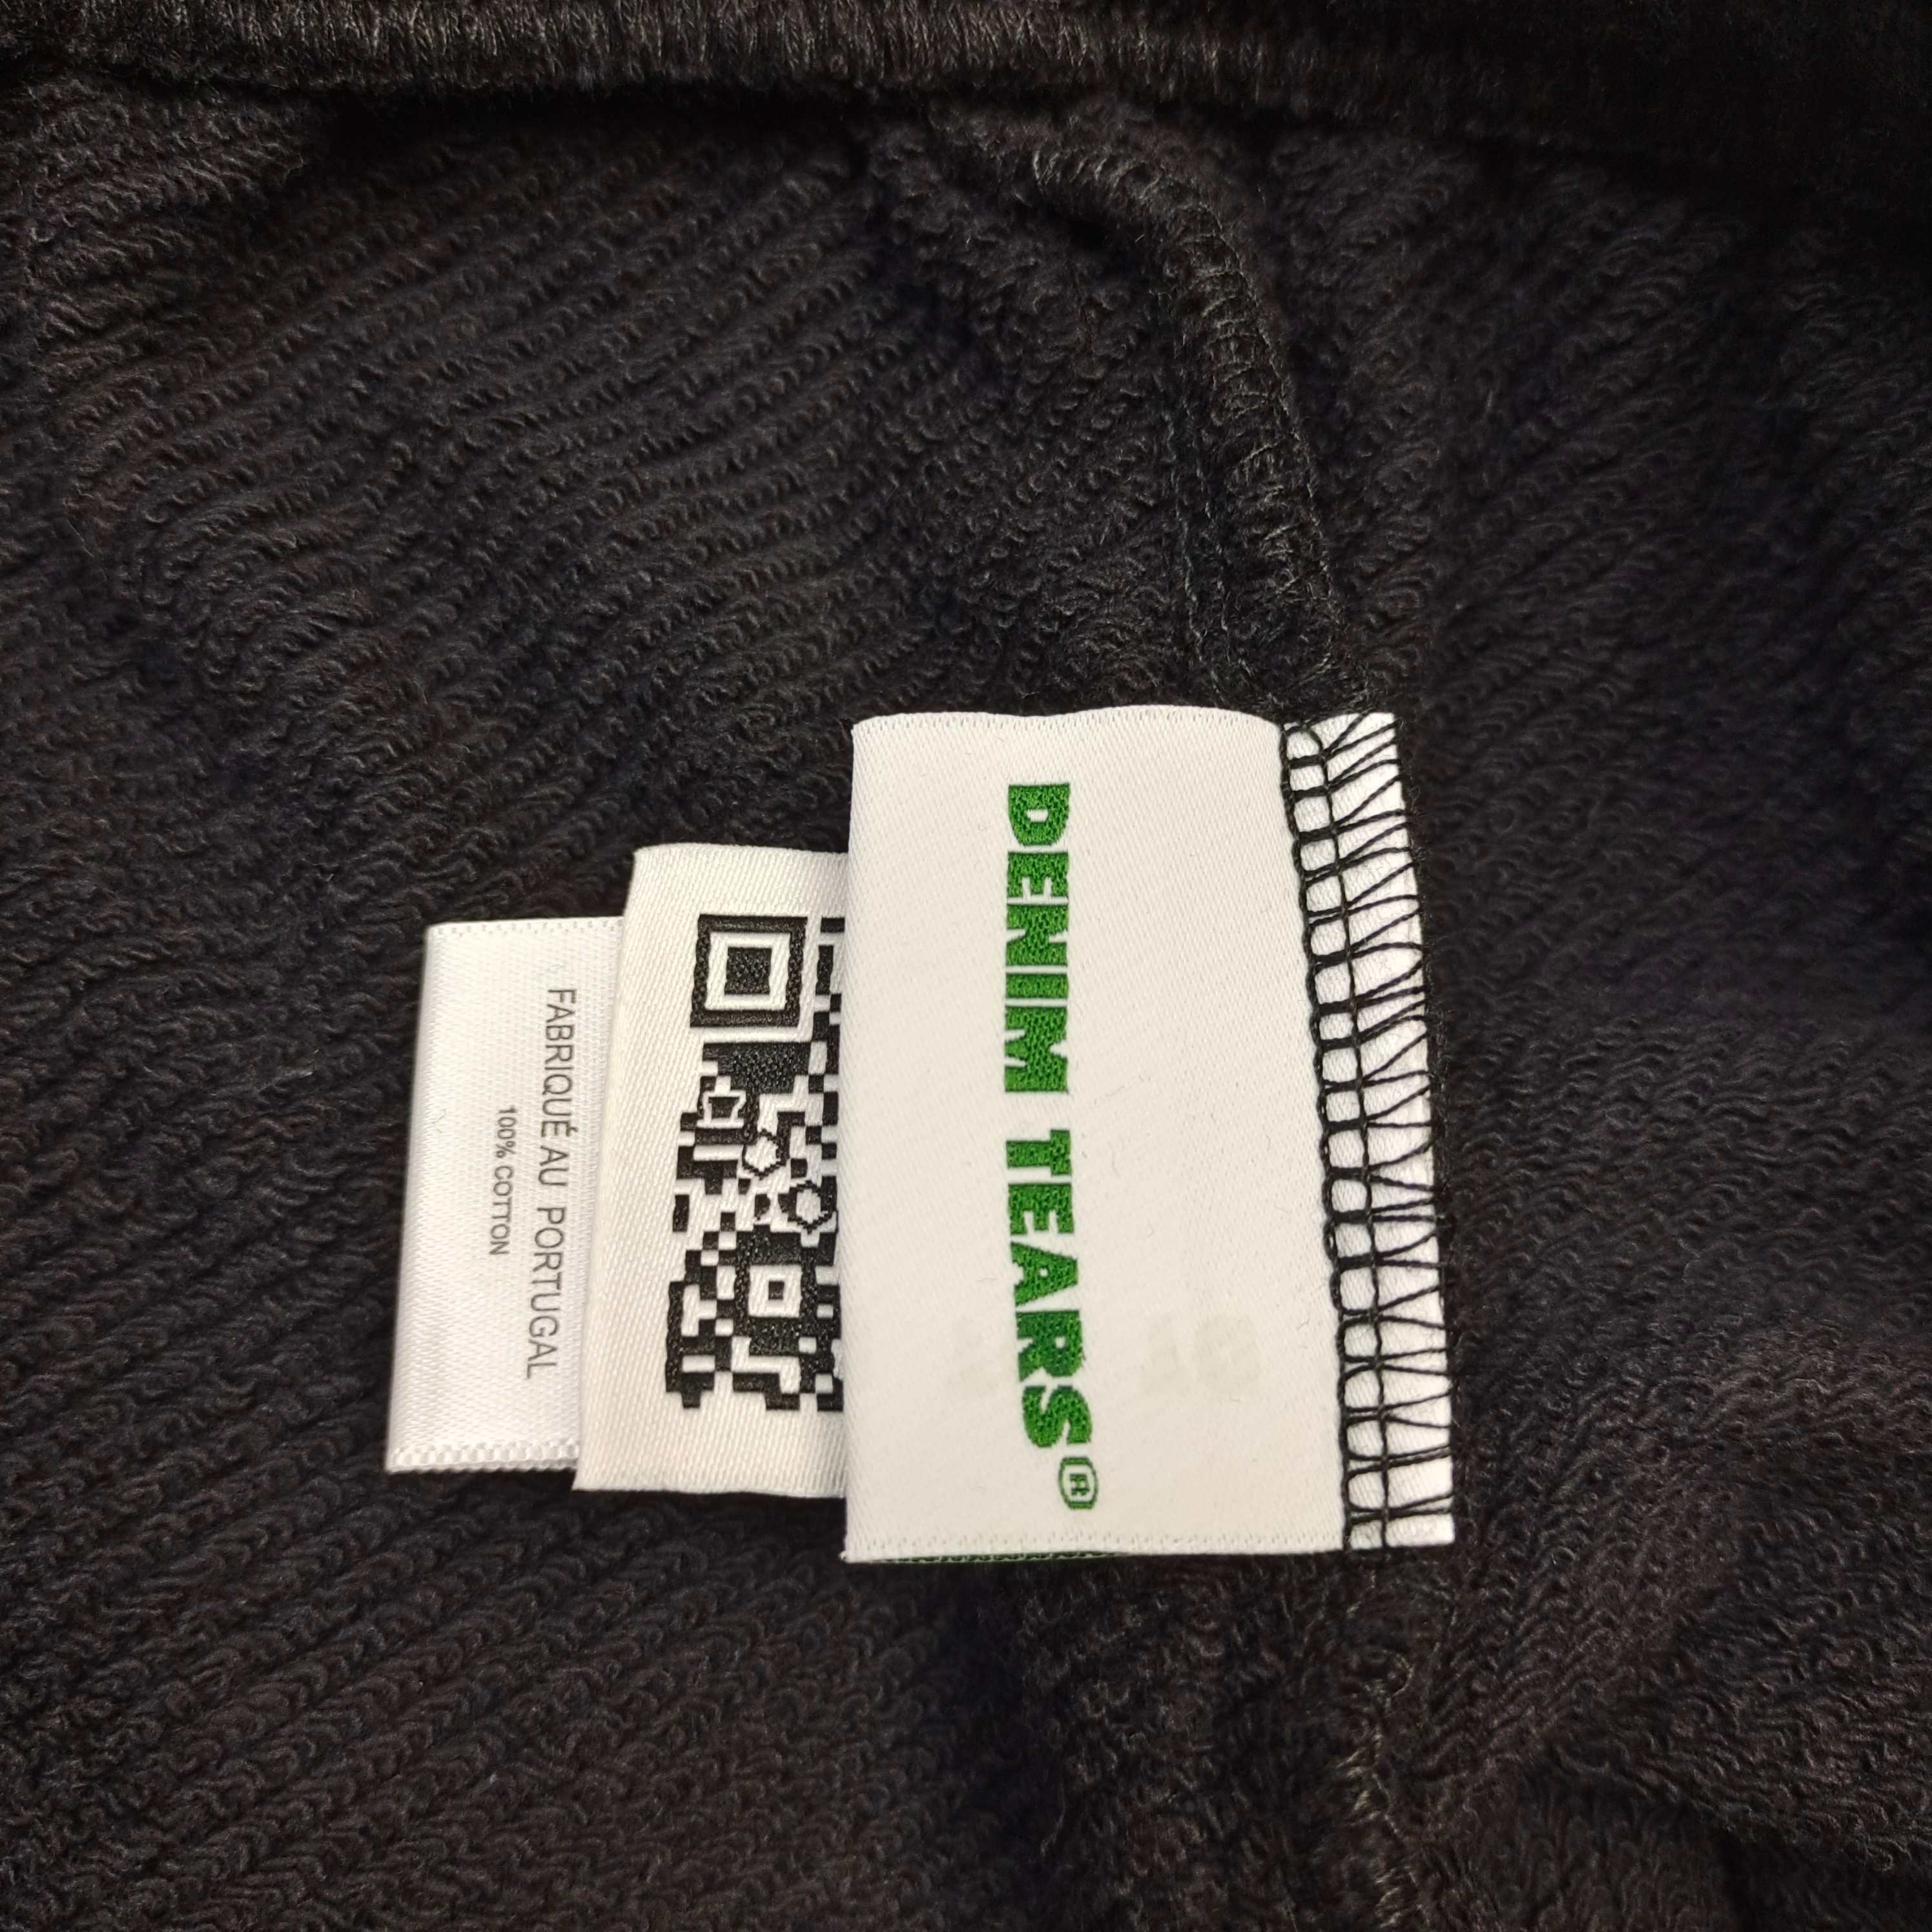 DENIM TEARS®
FABRIQUÉ AU PORTUGAL
100% COTTON